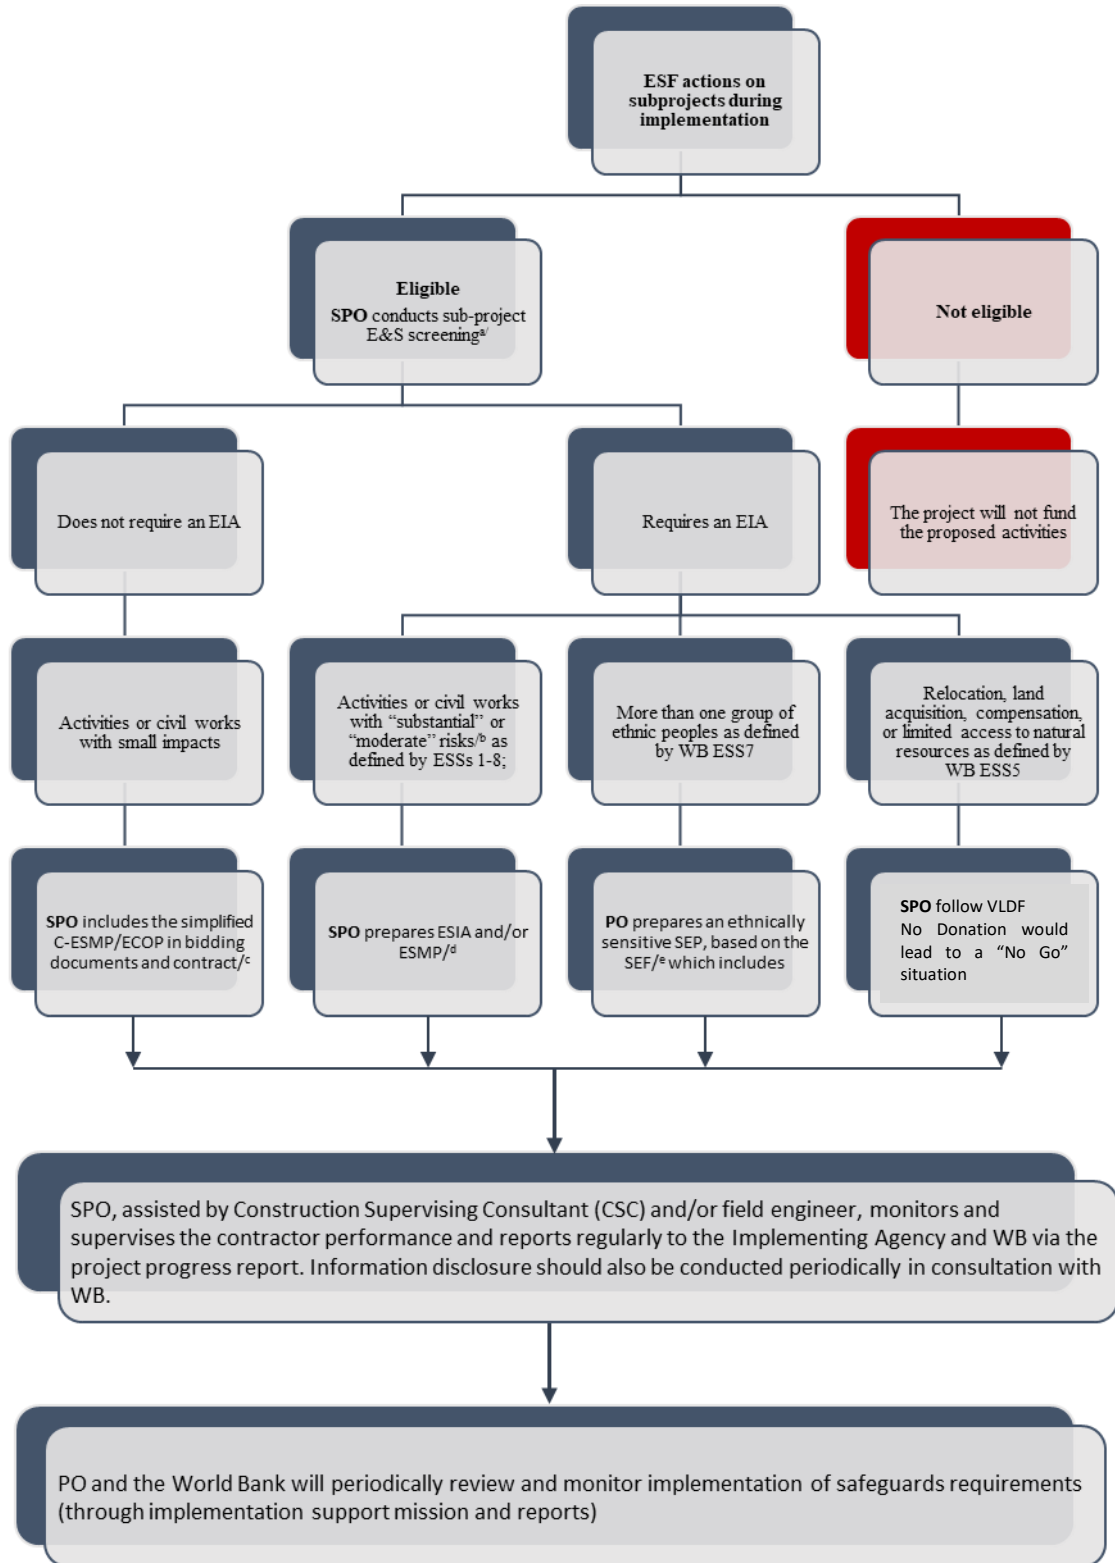 ESF actions on
subprojects during
implementation
Eligible
SPO conducts sub-project
E&S screeningᵃ/
Not eligible
Does not require an EIA
Requires an EIA
The project will not fund
the proposed activities
Activities or civil works
with small impacts
Activities or civil works
with “substantial” or
“moderate” risks/ᵇ as
defined by ESSs 1-8;
More than one group of
ethnic peoples as defined
by WB ESS7
Relocation, land
acquisition, compensation,
or limited access to natural
resources as defined by
WB ESS5
SPO includes the simplified
C-ESMP/ECOP in bidding
documents and contract/ᶜ
SPO prepares ESIA and/or
ESMP/ᵈ
PO prepares an ethnically
sensitive SEP, based on the
SEF/ᵉ which includes
SPO follow VLDF
No Donation would
lead to a “No Go”
situation
SPO, assisted by Construction Supervising Consultant (CSC) and/or field engineer, monitors and
supervises the contractor performance and reports regularly to the Implementing Agency and WB via the
project progress report. Information disclosure should also be conducted periodically in consultation with
WB.
PO and the World Bank will periodically review and monitor implementation of safeguards requirements
(through implementation support mission and reports)